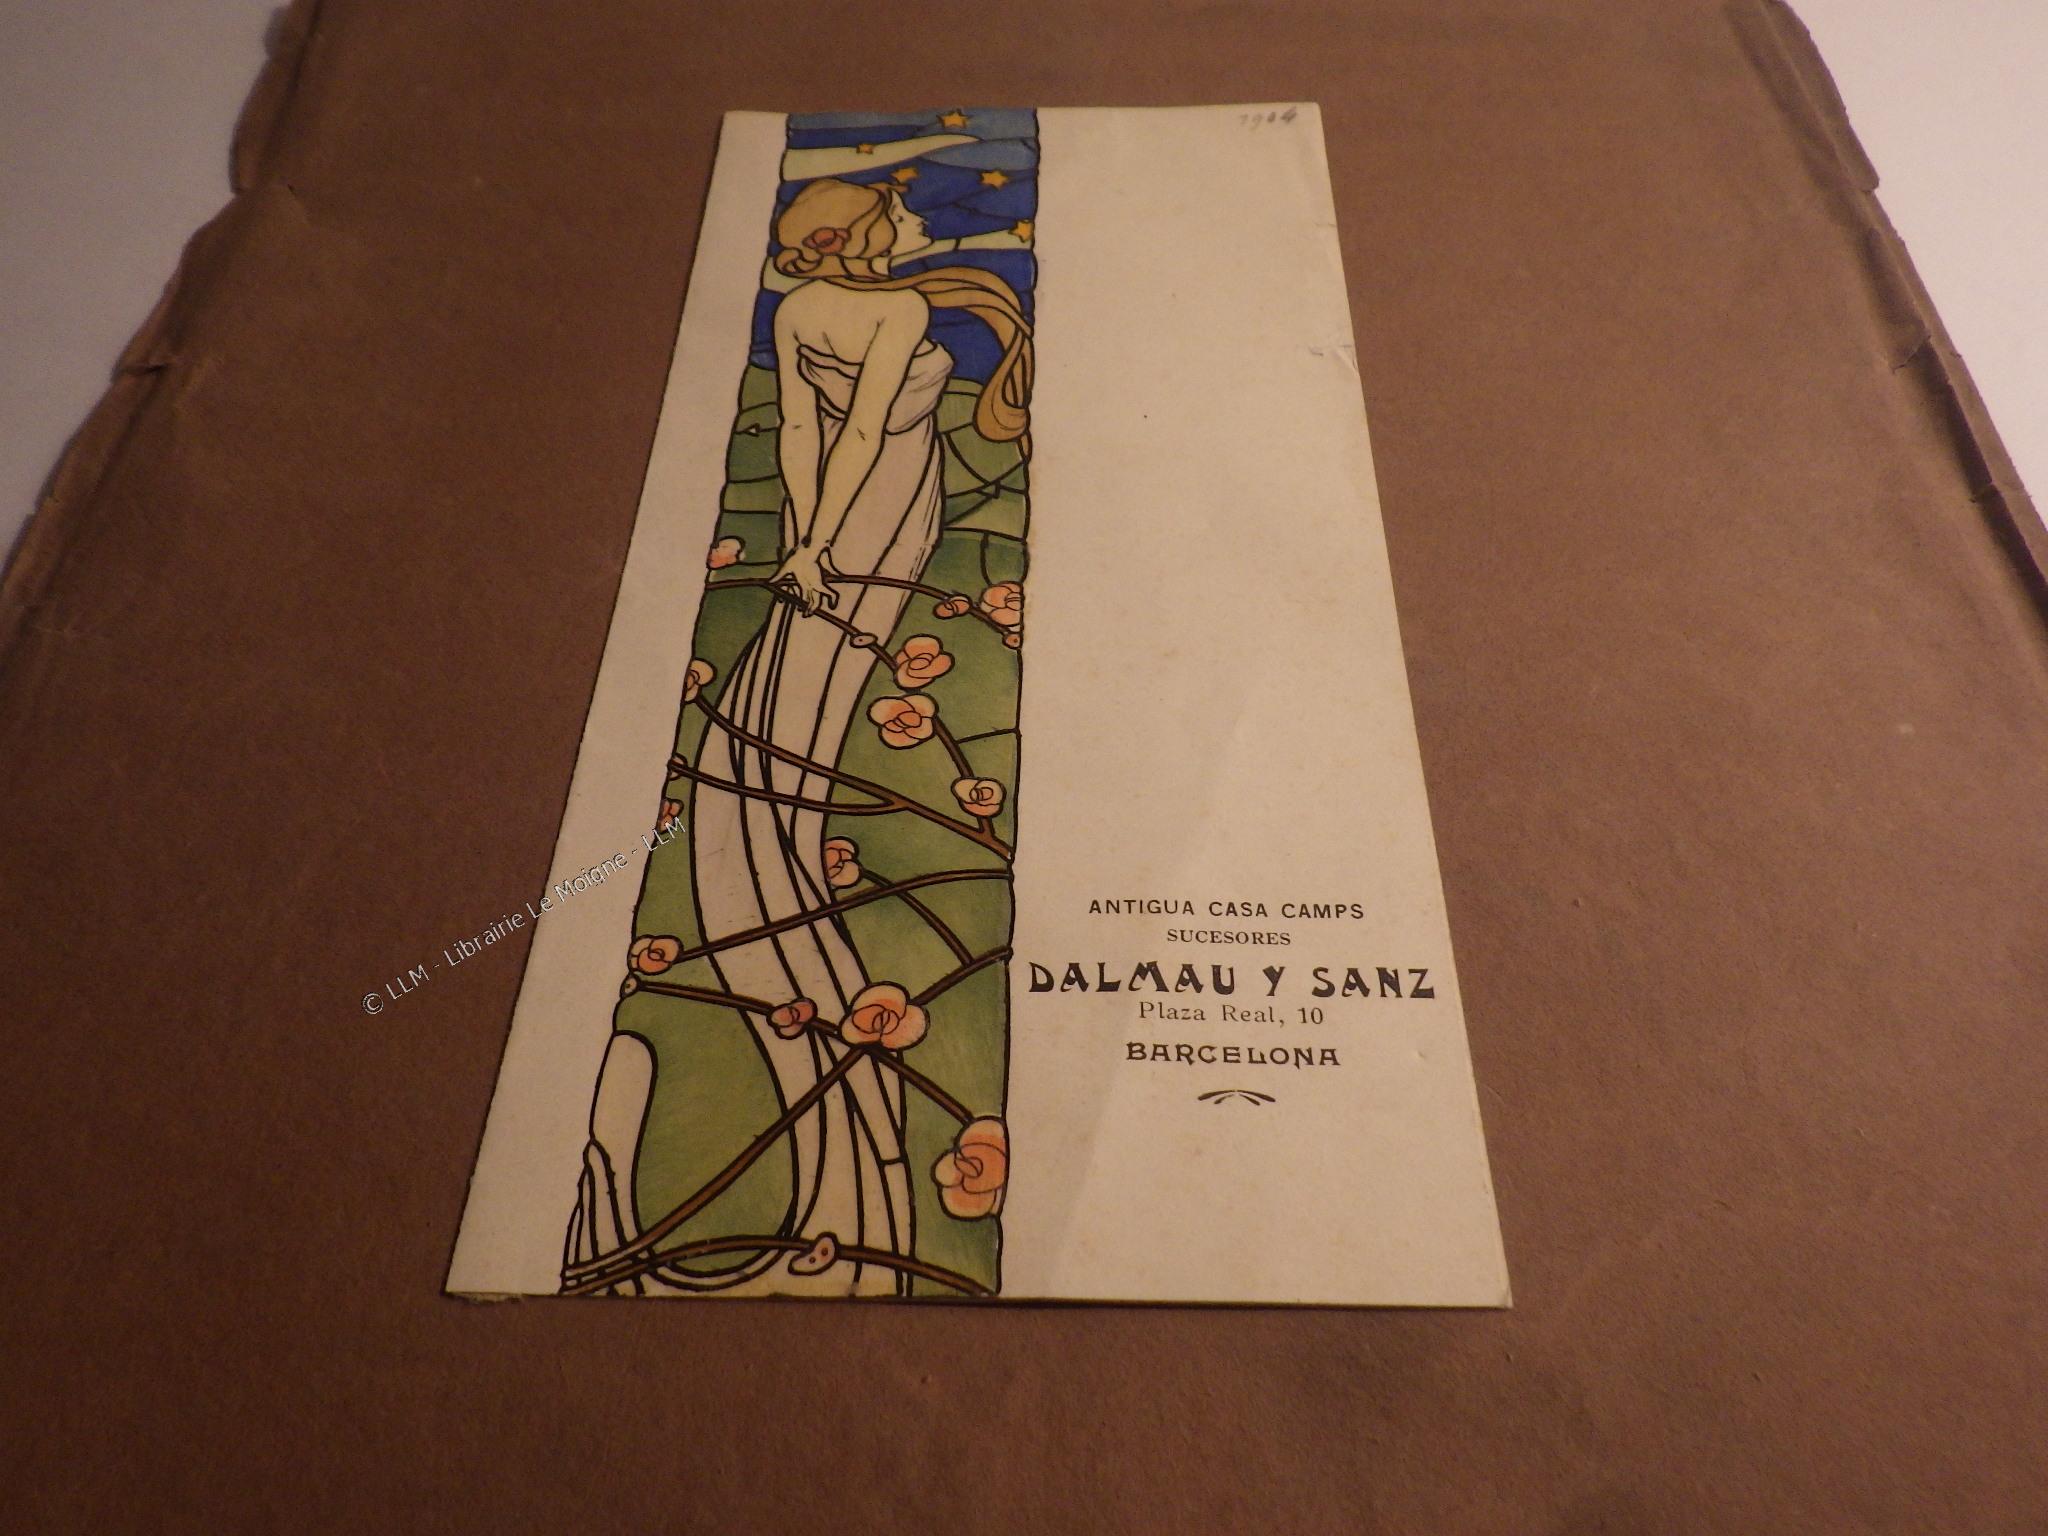 1904
ANTIGUA CASA CAMPS
SUCESORES
DALMAU Y SANZ
Plaza Real, 10
BARCELONA
© LLM - Librairie Le Moigne - LLM